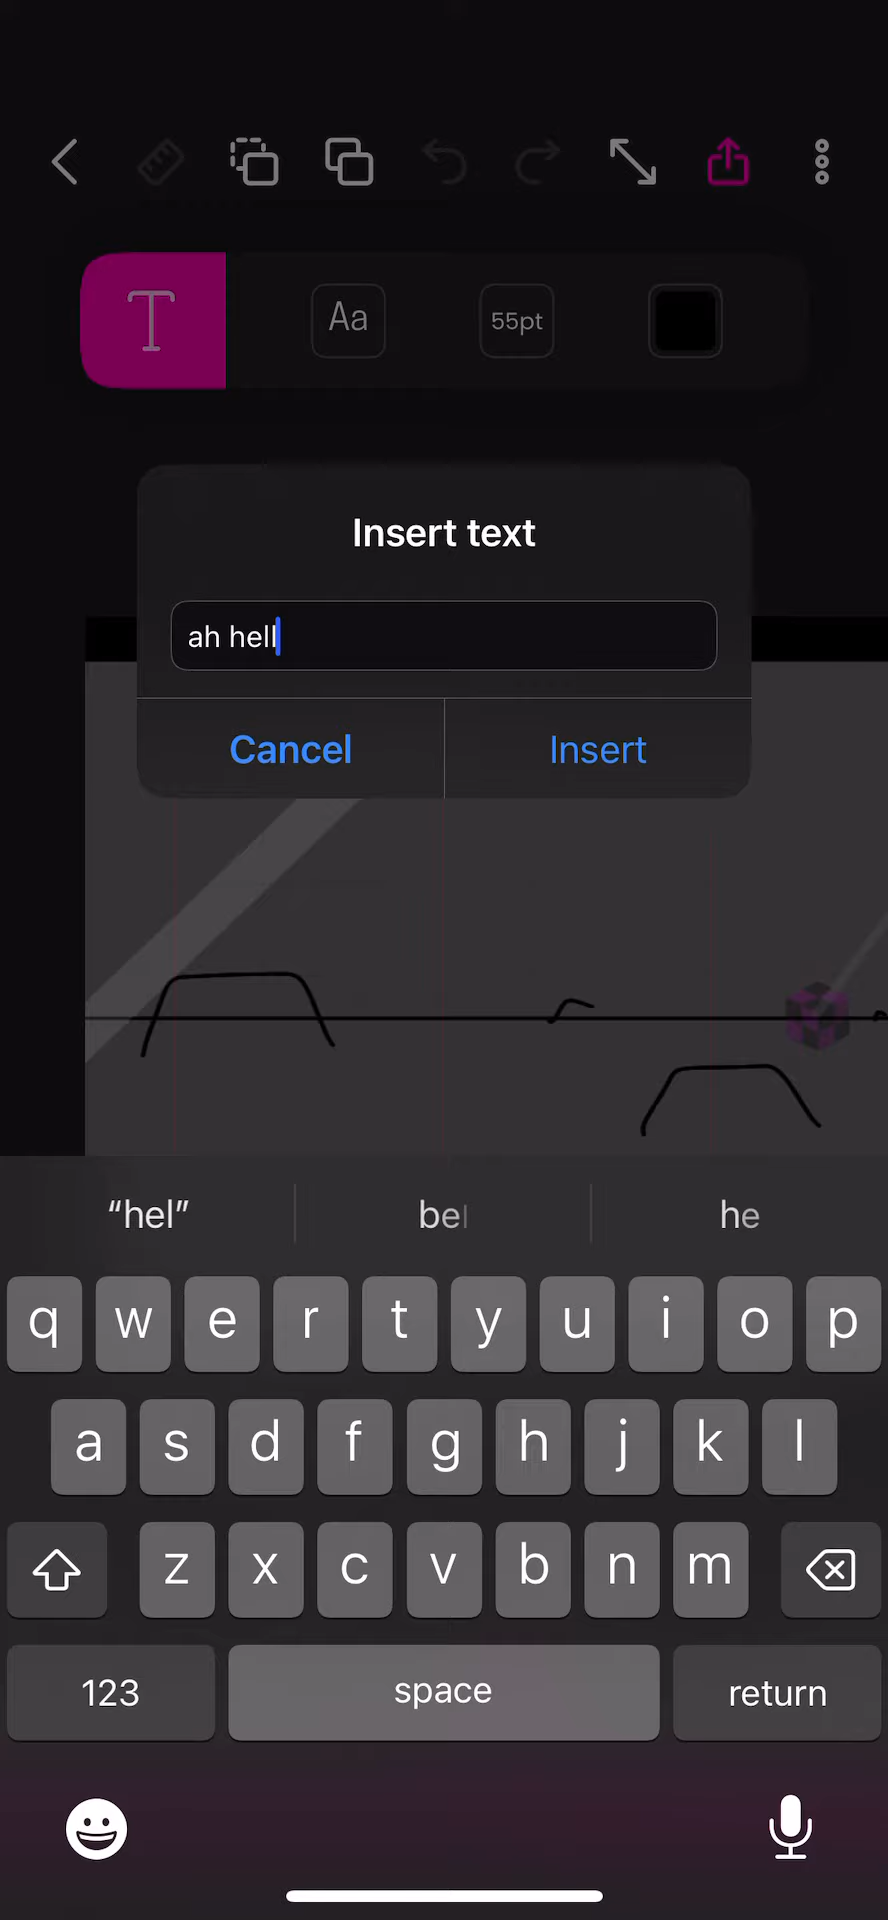 Aa
55pt
Insert text
ah hell
Cancel
Insert
“hel”
bel
he
q w e r t y u i o p
a s d f g h j k l
z x c v b n m
123
space
return